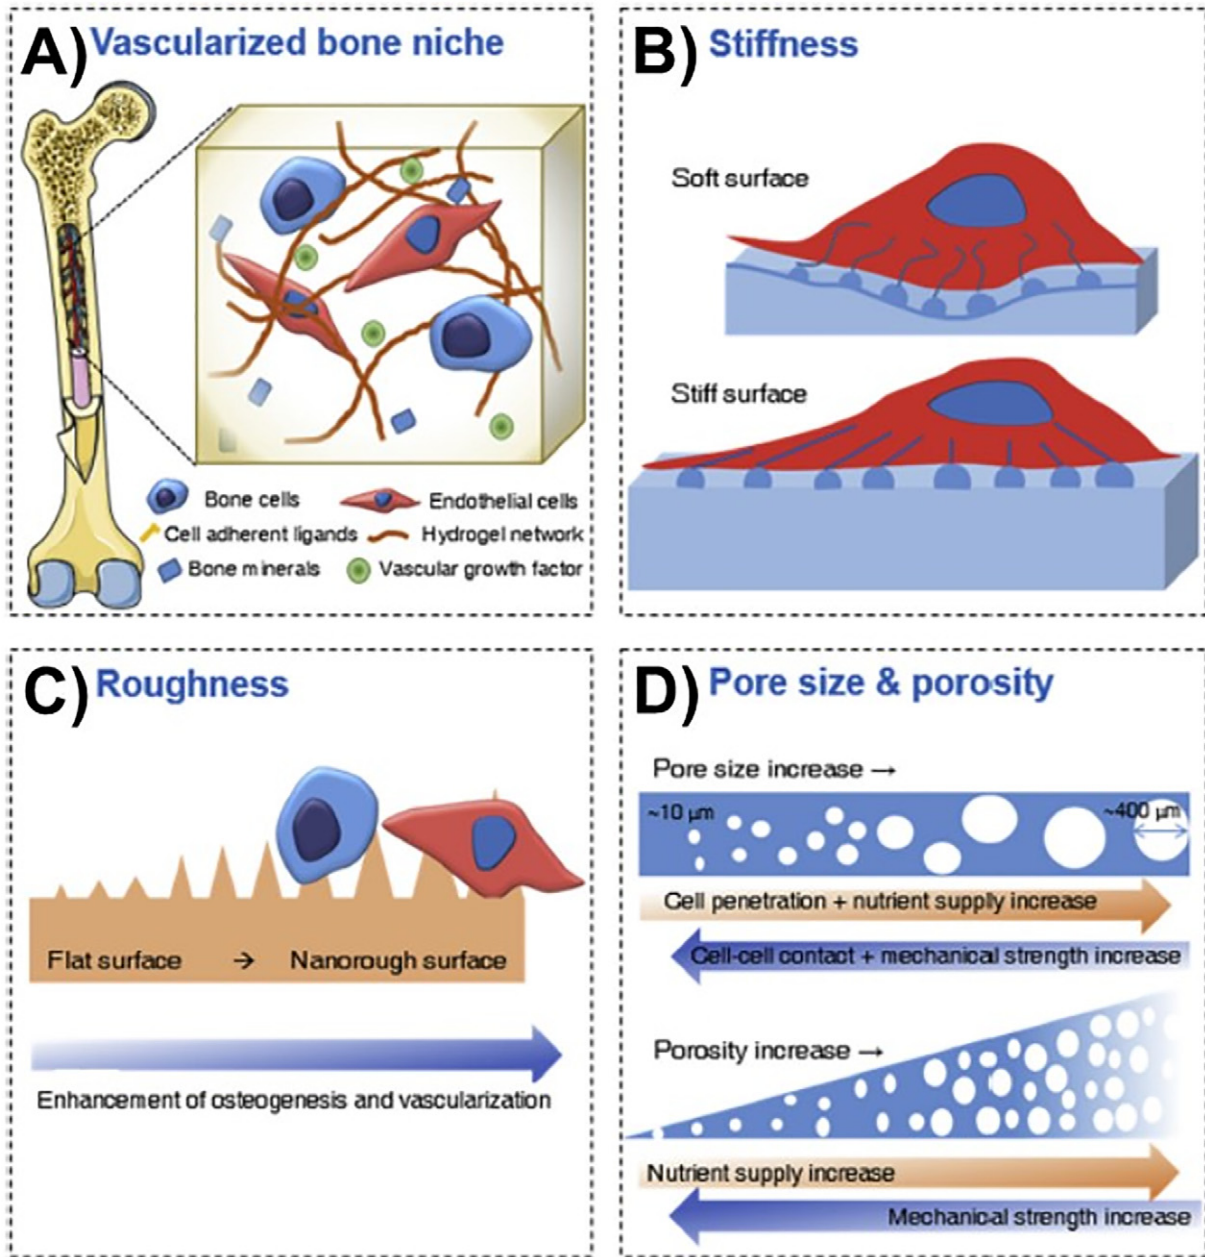 A) Vascularized bone niche
Bone cells
Endothelial cells
Cell adherent ligands
Hydrogel network
Bone minerals
Vascular growth factor
B) Stiffness
Soft surface
Stiff surface
C) Roughness
Flat surface → Nanorough surface
Enhancement of osteogenesis and vascularization
D) Pore size & porosity
Pore size increase →
~10 µm
~400 µm
Cell penetration + nutrient supply increase
Cell-cell contact + mechanical strength increase
Porosity increase →
Nutrient supply increase
Mechanical strength increase